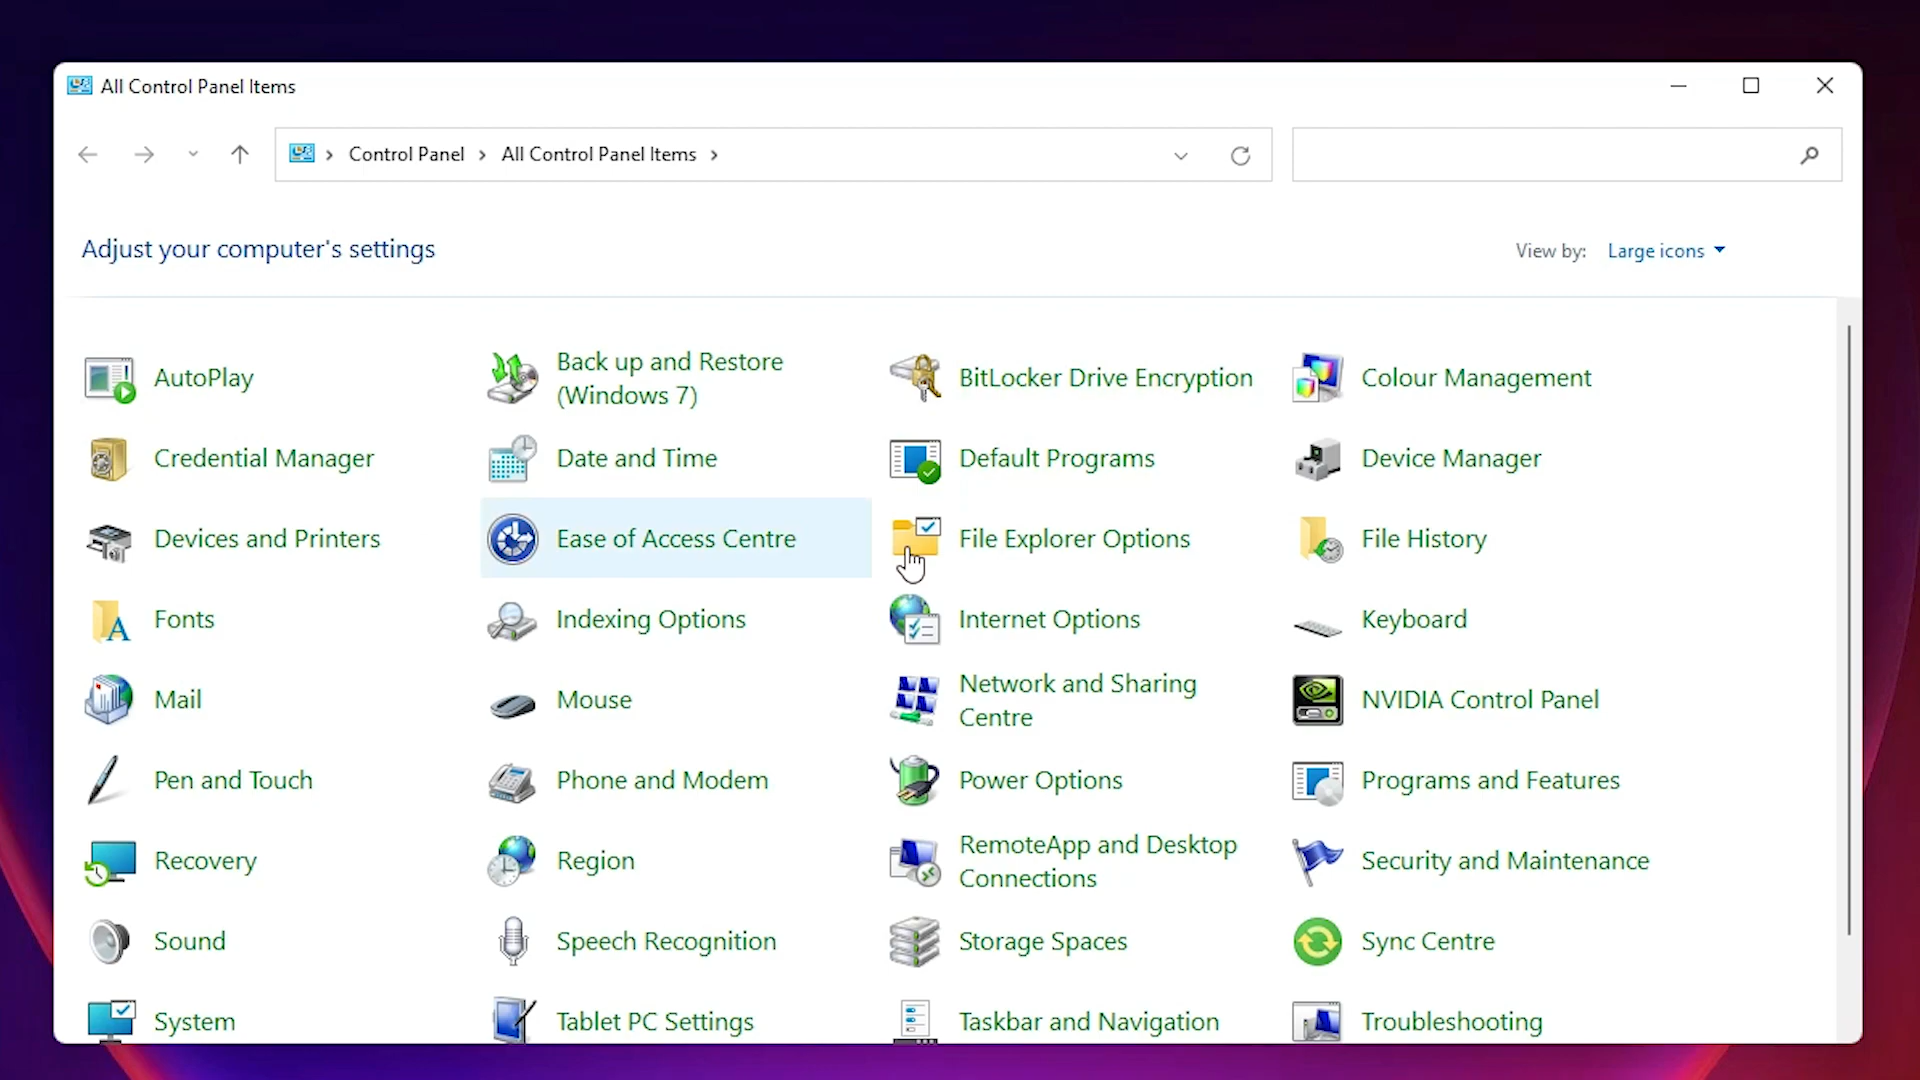 All Control Panel Items
Control Panel
All Control Panel Items
Adjust your computer's settings
View by:
Large icons
AutoPlay
Back up and Restore
(Windows 7)
BitLocker Drive Encryption
Colour Management
Credential Manager
Date and Time
Default Programs
Device Manager
Devices and Printers
Ease of Access Centre
File Explorer Options
File History
Fonts
Indexing Options
Internet Options
Keyboard
Mail
Mouse
Network and Sharing
Centre
NVIDIA Control Panel
Pen and Touch
Phone and Modem
Power Options
Programs and Features
Recovery
Region
RemoteApp and Desktop
Connections
Security and Maintenance
Sound
Speech Recognition
Storage Spaces
Sync Centre
System
Tablet PC Settings
Taskbar and Navigation
Troubleshooting